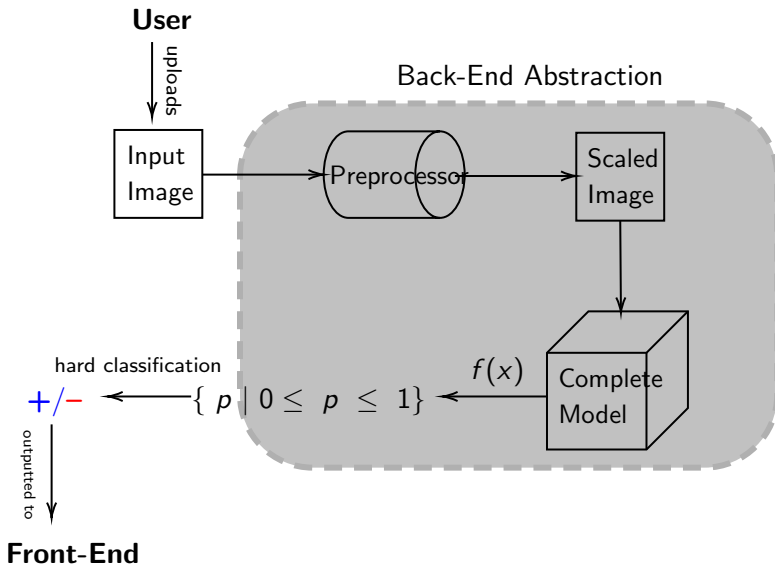 User
uploads
Back-End Abstraction
Input
Image
Preprocessor
Scaled
Image
Complete
Model
f(x)
{ p | 0 ≤ p ≤ 1}
hard classification
+/−
outputted to
Front-End